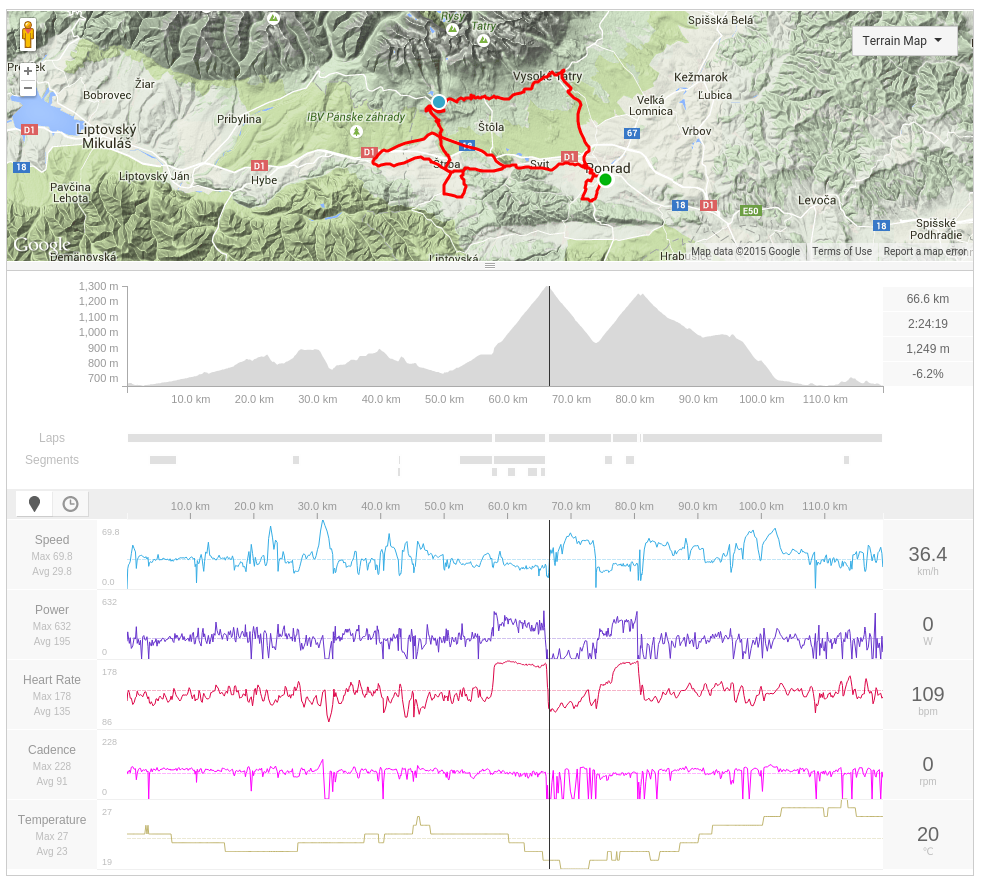 Rysy
Tatry
Spišská Belá
Terrain Map
+
−
Vysoké Tatry
Kežmarok
Žiar
Bobrovec
Veľká
Lomnica
Ľubica
Pribylina
IBV Pánske záhrady
D1
Liptovský
Mikuláš
Štôla
67
Vrbov
18
D1
D1
Štrba
Svit
D1
Poprad
Hybe
Liptovský Ján
Pavčina
Lehota
18
D1
E50
Levoča
18
Spišské
Podhradie
Google
Demänovská
Liptovská
Map data ©2015 Google
Terms of Use
Report a map error
1,300 m
1,200 m
1,100 m
1,000 m
900 m
800 m
700 m
66.6 km
2:24:19
1,249 m
-6.2%
10.0 km 20.0 km 30.0 km 40.0 km 50.0 km 60.0 km 70.0 km 80.0 km 90.0 km 100.0 km 110.0 km
Laps
Segments
10.0 km 20.0 km 30.0 km 40.0 km 50.0 km 60.0 km 70.0 km 80.0 km 90.0 km 100.0 km 110.0 km
Speed
Max 69.8
Avg 29.8
69.8
0.0
36.4
km/h
Power
Max 632
Avg 195
632
0
0
W
Heart Rate
Max 178
Avg 135
178
86
109
bpm
Cadence
Max 228
Avg 91
228
0
0
rpm
Temperature
Max 27
Avg 23
27
19
20
°C